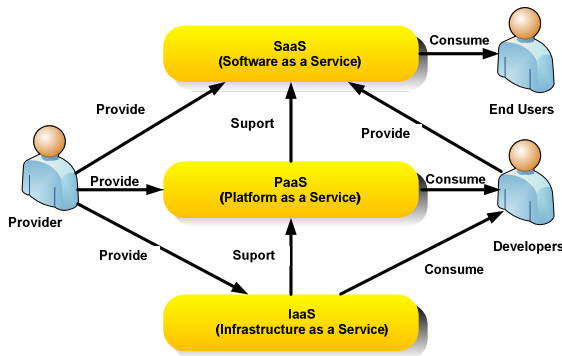 SaaS
(Software as a Service)
Consume
End Users
Provide
Suport
Provide
Provider
Provide
PaaS
(Platform as a Service)
Consume
Developers
Provide
Suport
Consume
IaaS
(Infrastructure as a Service)